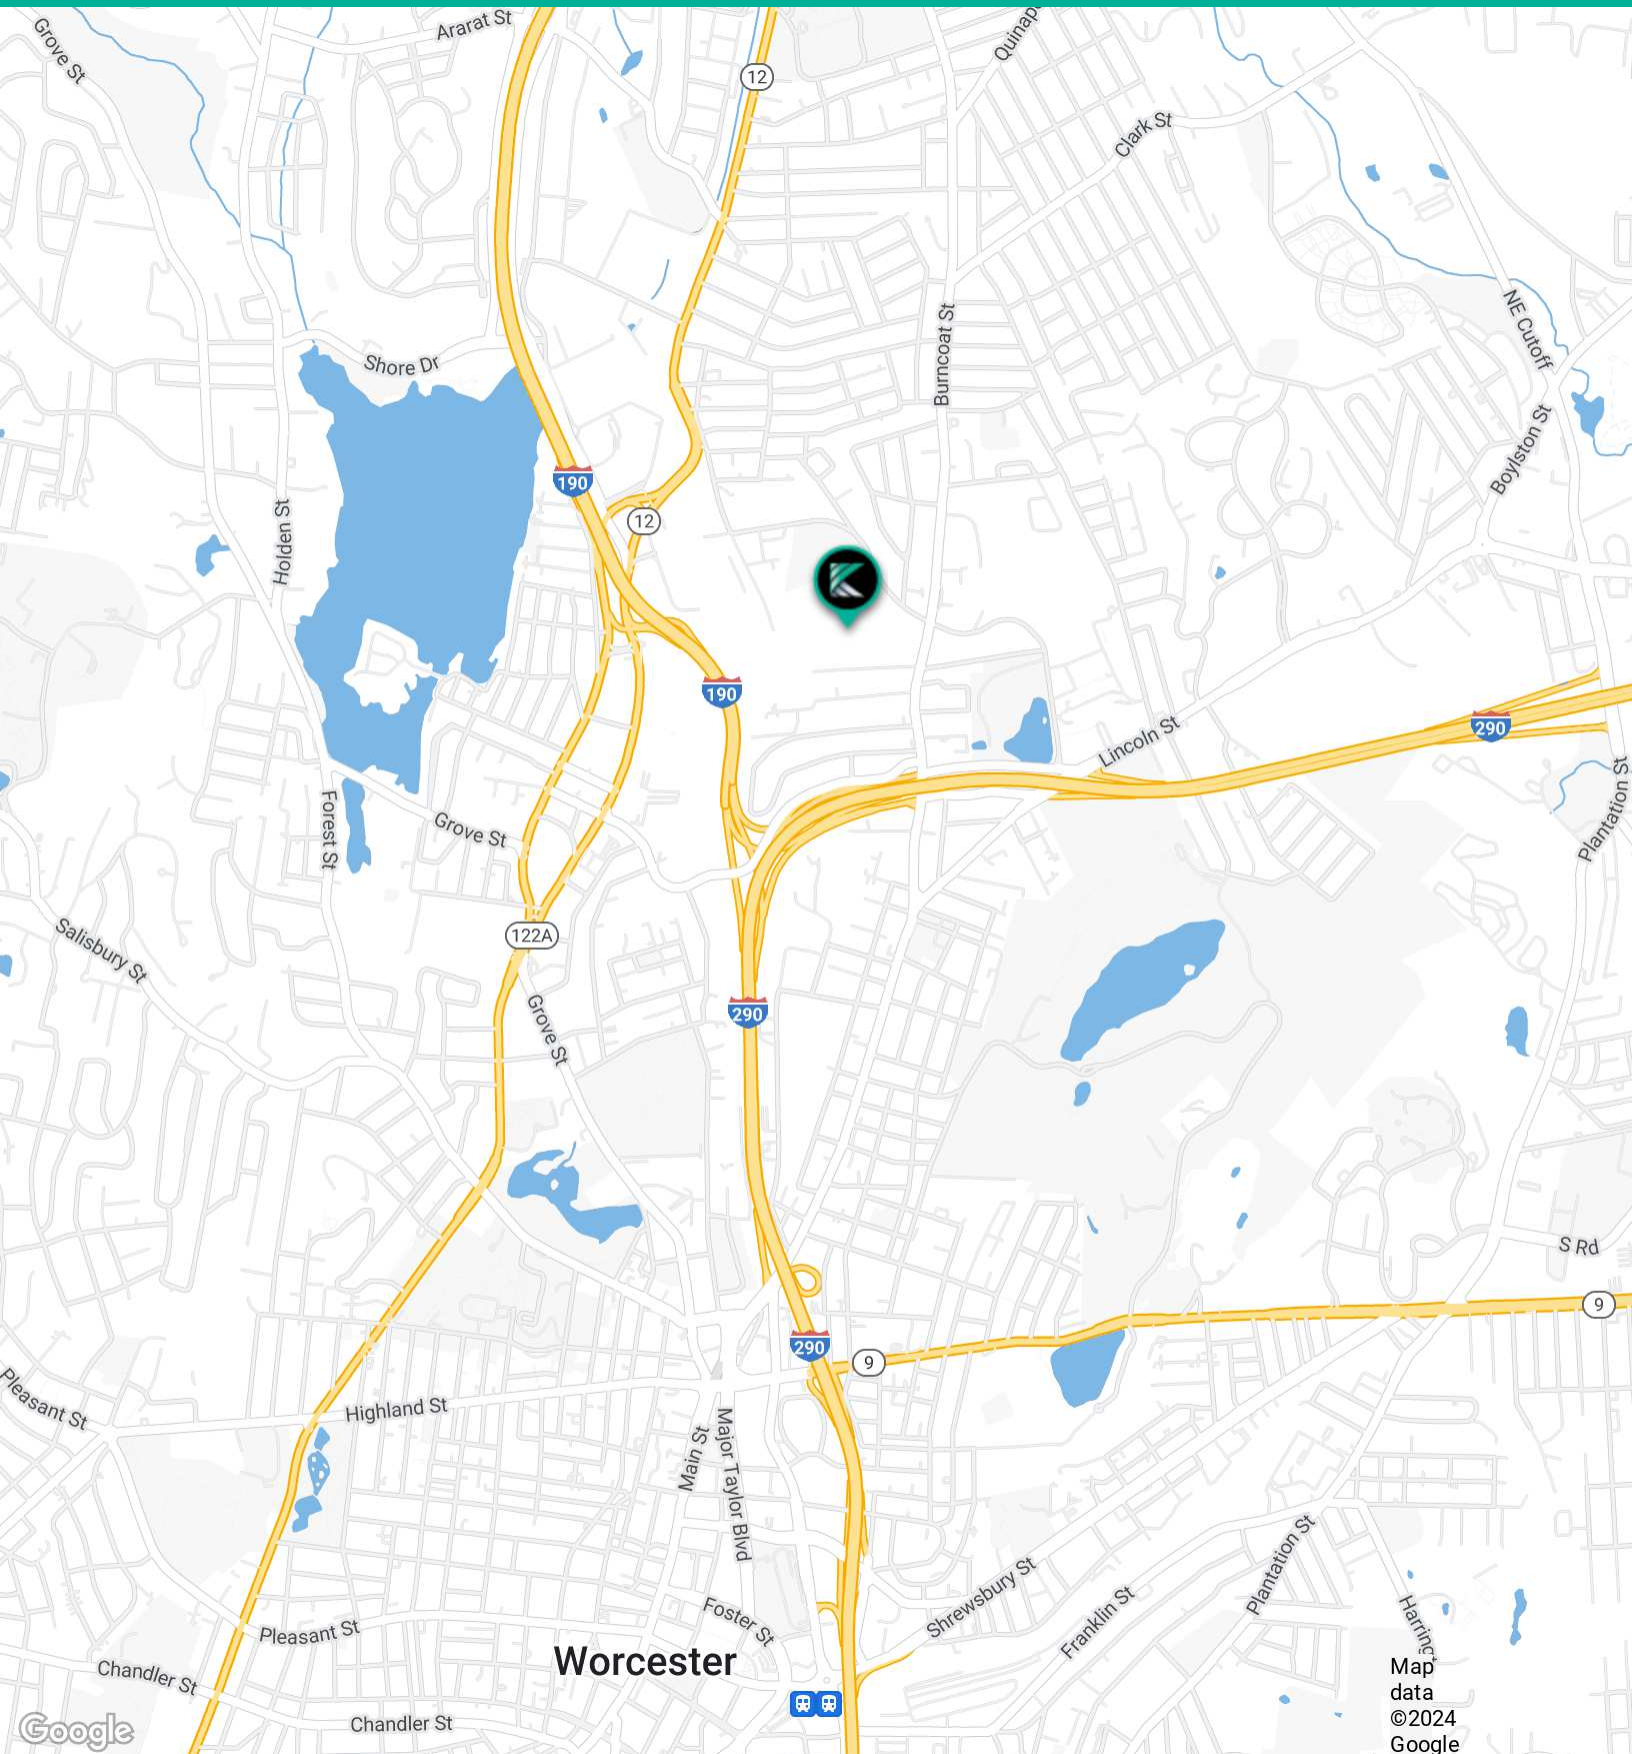 Grove St
Ararat St
12
Quinap
Clark St
NE Cutoff
Burncoat St
Shore Dr
Boylston St
190
12
Holden St
190
290
Lincoln St
Plantation St
Forest St
Grove St
122A
Salisbury St
290
Grove St
S Rd
9
290
9
Pleasant St
Highland St
Main St
Major Taylor Blvd
Plantation St
Shrewsbury St
Franklin St
Foster St
Harring
Pleasant St
Worcester
Chandler St
Chandler St
Google
Map
data
©2024
Google